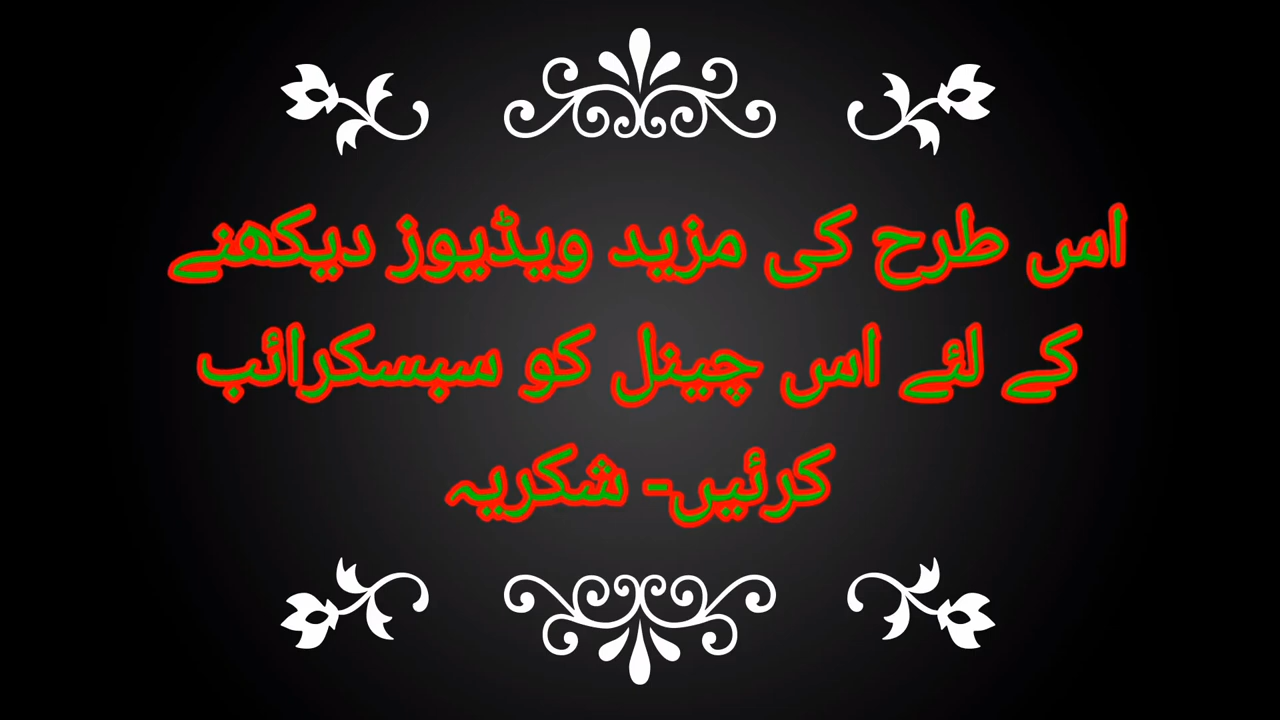 اس طرح کی مزید ویڈیوز دیکھنے
کے لئے اس چینل کو سبسکرائب
کرئیں- شکریہ